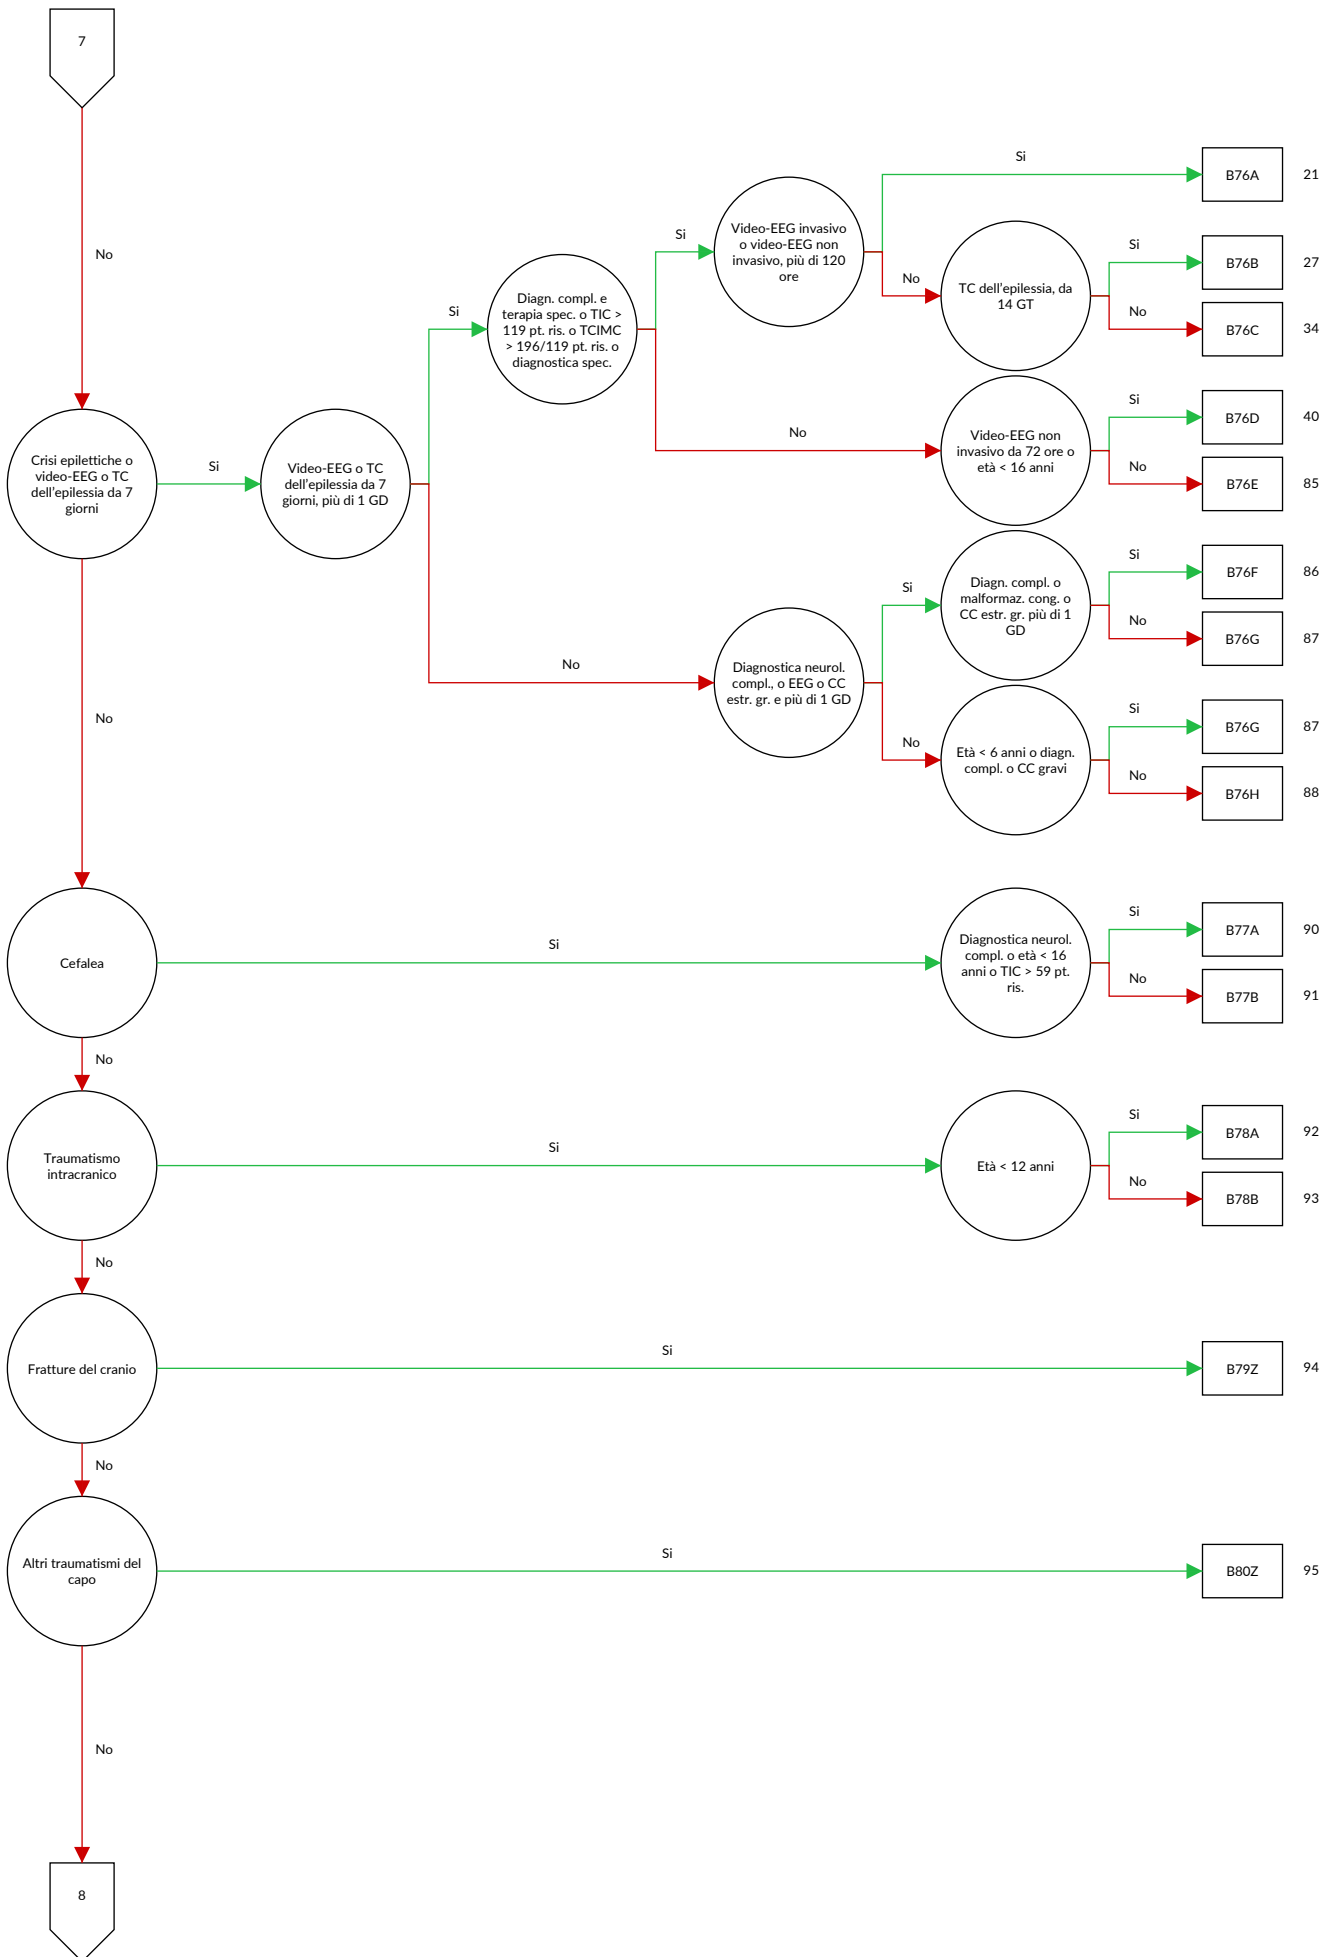 7
No
Crisi epilettiche o
video-EEG o TC
dell'epilessia da 7
giorni
Si
Video-EEG o TC
dell'epilessia da 7
giorni, più di 1 GD
Si
Diagn. compl. e
terapia spec. o TIC >
119 pt. ris. o TCIMC
> 196/119 pt. ris. o
diagnostica spec.
Si
Video-EEG invasivo
o video-EEG non
invasivo, più di 120
ore
Si
B76A
21
No
TC dell'epilessia, da
14 GT
Si
B76B
27
No
B76C
34
No
Video-EEG non
invasivo da 72 ore o
età < 16 anni
Si
B76D
40
No
B76E
85
No
Diagnostica neurol.
compl., o EEG o CC
estr. gr. e più di 1 GD
Si
Diagn. compl. o
malformaz. cong. o
CC estr. gr. più di 1
GD
Si
B76F
86
No
B76G
87
No
Età < 6 anni o diagn.
compl. o CC gravi
Si
B76G
87
No
B76H
88
No
Cefalea
Si
Diagnostica neurol.
compl. o età < 16
anni o TIC > 59 pt.
ris.
Si
B77A
90
No
B77B
91
No
Traumatismo
intracranico
Si
Età < 12 anni
Si
B78A
92
No
B78B
93
No
Fratture del cranio
Si
B79Z
94
No
Altri traumatismi del
capo
Si
B80Z
95
No
8